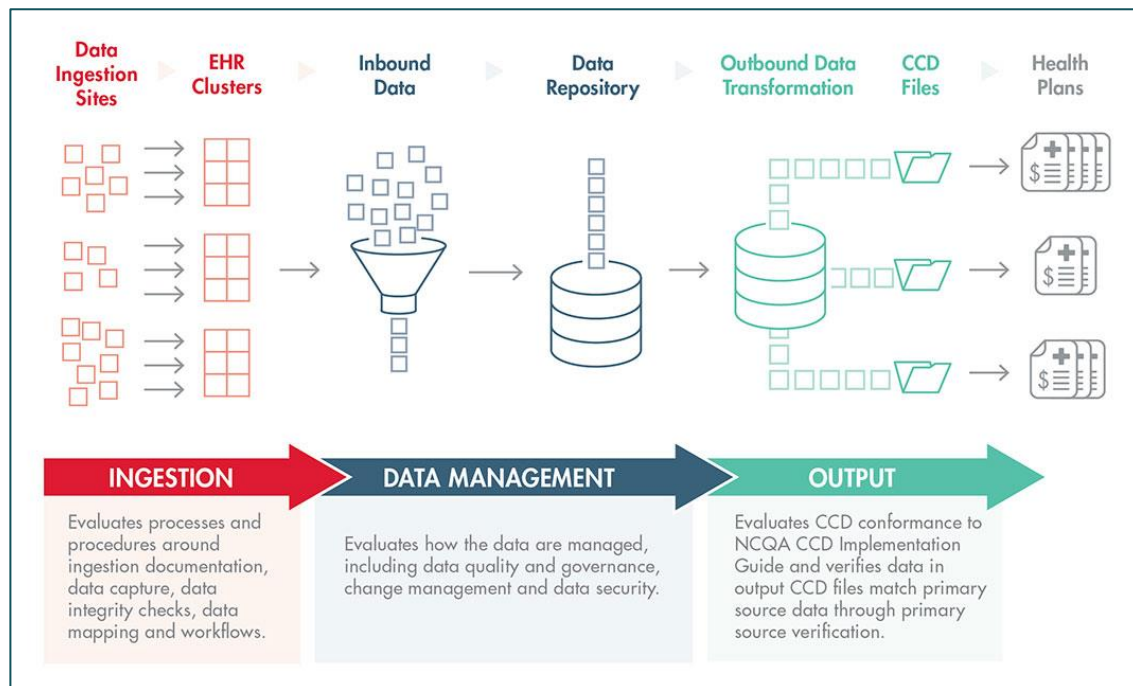 Data
Ingestion
Sites
EHR
Clusters
Inbound
Data
Data
Repository
Outbound Data
Transformation
CCD
Files
Health
Plans
$
$
$
INGESTION
Evaluates processes and
procedures around
ingestion documentation,
data capture, data
integrity checks, data
mapping and workflows.
DATA MANAGEMENT
Evaluates how the data are managed,
including data quality and governance,
change management and data security.
OUTPUT
Evaluates CCD conformance to
NCQA CCD Implementation
Guide and verifies data in
output CCD files match primary
source data through primary
source verification.